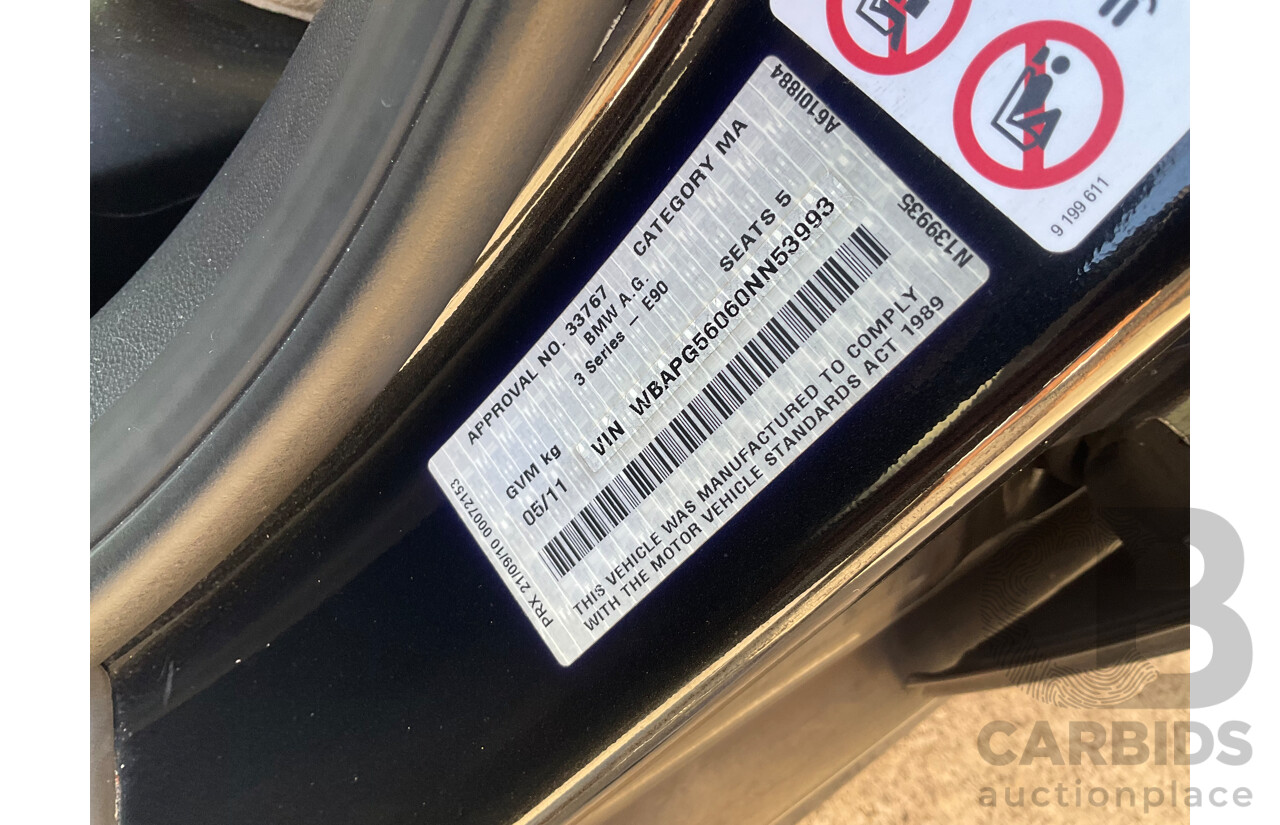 A610I884
APPROVAL NO. 33767 CATEGORY MA
BMW A.G.
3 Series – E90 SEATS 5
GVM kg
05/11 VIN WBAPG56060NN53993
N139935
PRX 21/09/10 00072153
THIS VEHICLE WAS MANUFACTURED TO COMPLY
WITH THE MOTOR VEHICLE STANDARDS ACT 1989
9 199 611
B
CARBIDS
auctionplace